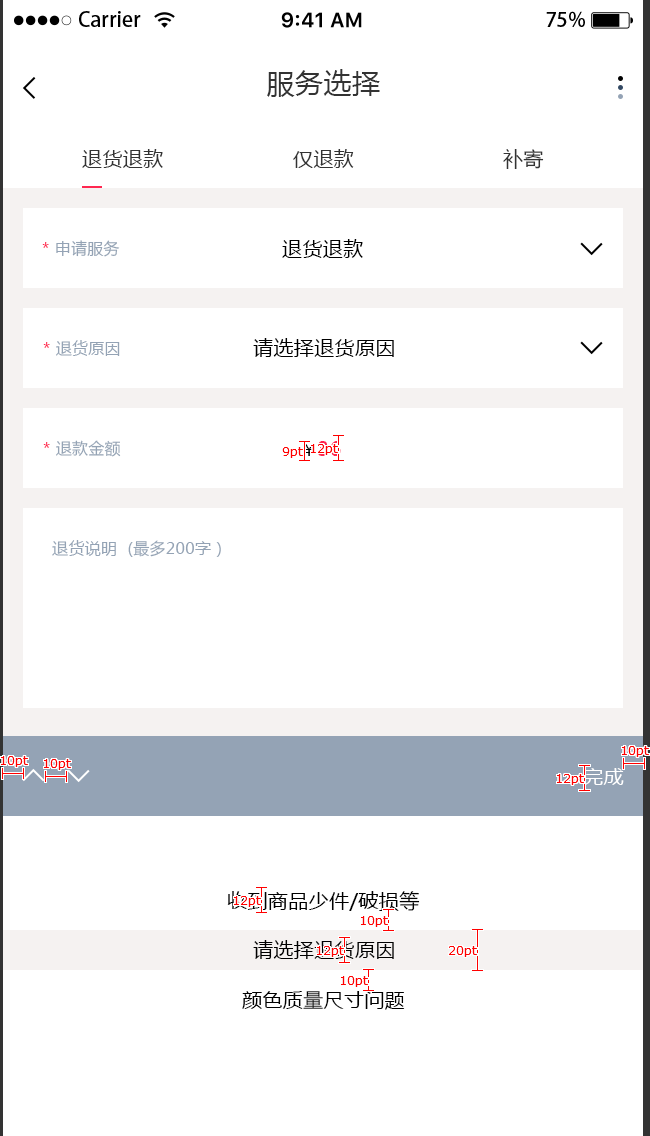 Carrier 9:41 AM 75%
服务选择
退货退款 仅退款 补寄
* 申请服务 退货退款
* 退货原因 请选择退货原因
* 退款金额 9pt ¥ 12pt
退货说明（最多200字 ）
10pt 10pt 12pt 完成 10pt
收到商品少件/破损等
12pt
10pt
请选择退货原因
12pt 20pt
10pt
颜色质量尺寸问题